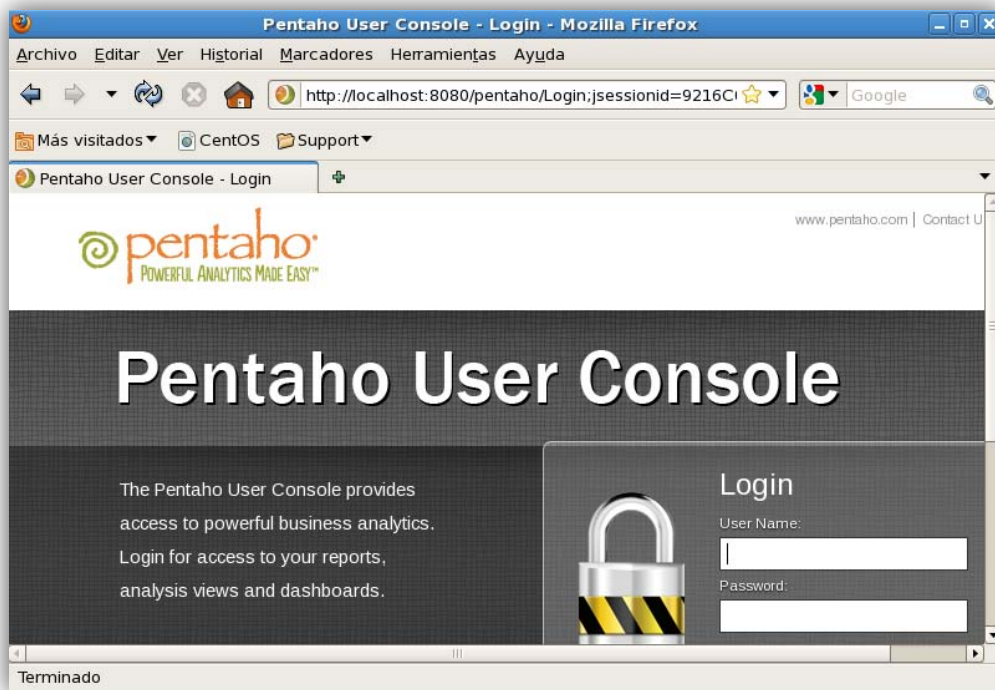 Pentaho User Console - Login - Mozilla Firefox
Archivo Editar Ver Historial Marcadores Herramientas Ayuda
http://localhost:8080/pentaho/Login;jsessionid=9216C
Google
Más visitados CentOS Support
Pentaho User Console - Login
www.pentaho.com | Contact U
pentaho
POWERFUL ANALYTICS MADE EASY™
Pentaho User Console
The Pentaho User Console provides
access to powerful business analytics.
Login for access to your reports,
analysis views and dashboards.
Login
User Name:
Password:
Terminado